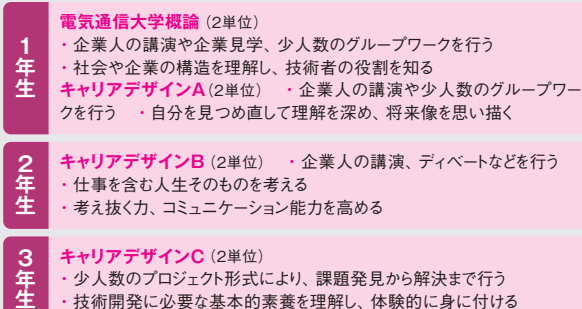 1年生
電気通信大学概論（2単位）
・企業人の講演や企業見学、少人数のグループワークを行う
・社会や企業の構造を理解し、技術者の役割を知る
キャリアデザインA（2単位）　・企業人の講演や少人数のグループワー
クを行う　・自分を見つめ直して理解を深め、将来像を思い描く
2年生
キャリアデザインB（2単位）　・企業人の講演、ディベートなどを行う
・仕事を含む人生そのものを考える
・考え抜く力、コミュニケーション能力を高める
3年生
キャリアデザインC（2単位）
・少人数のプロジェクト形式により、課題発見から解決まで行う
・技術開発に必要な基本的素養を理解し、体験的に身に付ける